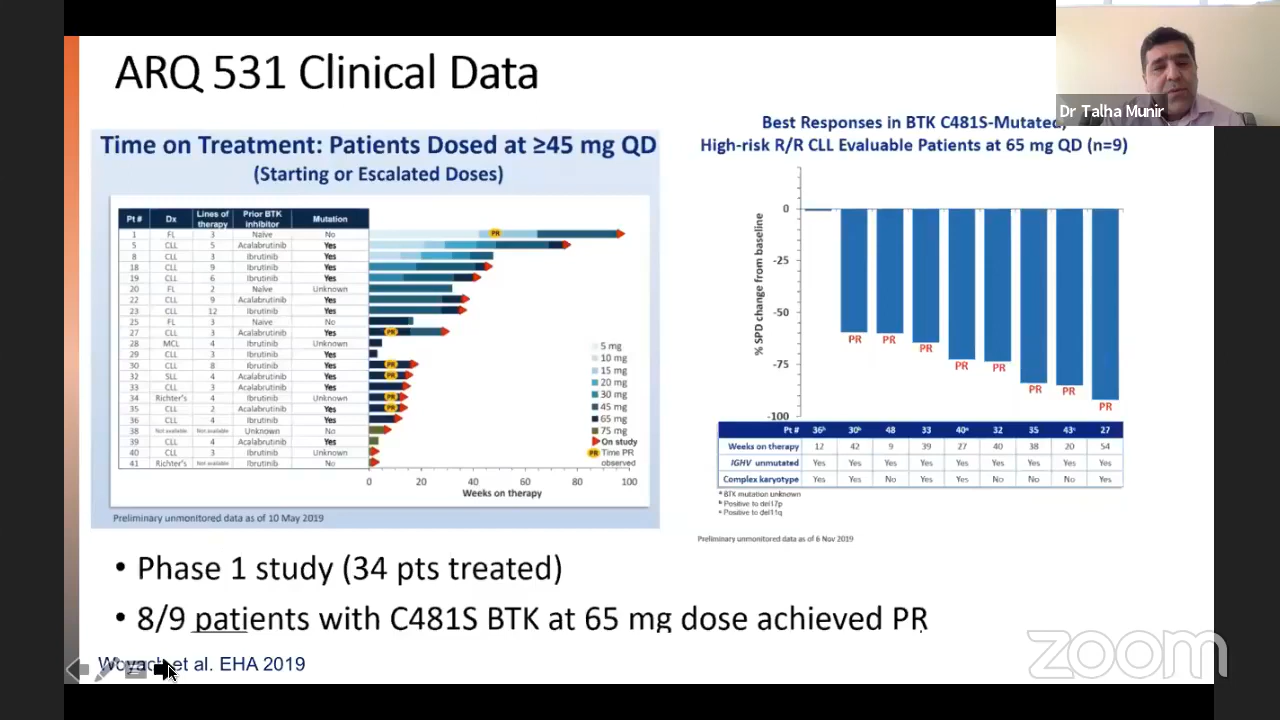 ARQ 531 Clinical Data
Dr Talha Munir
Time on Treatment: Patients Dosed at ≥45 mg QD
(Starting or Escalated Doses)
Pt # Dx Lines of therapy Prior BTK inhibitor Mutation
1 FL 3 Naive No PR
5 CLL 5 Acalabrutinib Yes
8 CLL 3 Ibrutinib Yes
18 CLL 9 Ibrutinib Yes
19 CLL 6 Ibrutinib Yes
20 FL 2 Naive Unknown
22 CLL 9 Acalabrutinib Yes
23 CLL 12 Ibrutinib Yes
25 FL 3 Naive No
27 CLL 3 Acalabrutinib Yes PR
28 MCL 4 Ibrutinib Unknown
29 CLL 3 Ibrutinib Yes
30 CLL 8 Ibrutinib Yes PR
32 SLL 4 Acalabrutinib Yes PR
33 CLL 3 Acalabrutinib Yes
34 Richter's 4 Ibrutinib Unknown PR
35 CLL 2 Acalabrutinib Yes PR
36 CLL 4 Ibrutinib Yes
38 Not available Not available Unknown No
39 CLL 4 Acalabrutinib Yes
40 CLL 3 Ibrutinib Unknown
41 Richter's Not available Ibrutinib No
5 mg
10 mg
15 mg
20 mg
30 mg
45 mg
65 mg
75 mg
On study
PR Time PR
observed
0 20 40 60 80 100
Weeks on therapy
Preliminary unmonitored data as of 10 May 2019
Best Responses in BTK C481S-Mutated,
High-risk R/R CLL Evaluable Patients at 65 mg QD (n=9)
% SPD change from baseline
0
-25
-50
-75
-100
PR PR PR PR PR PR PR PR
Pt # 36ᵇ 30ᵇ 48 33 40ᵃ 32 35 43ᶜ 27
Weeks on therapy 12 42 9 39 27 40 38 20 54
IGHV unmutated Yes Yes Yes Yes Yes Yes Yes Yes Yes
Complex karyotype Yes Yes No Yes Yes No No No Yes
ᵃ BTK mutation unknown
ᵇ Positive to del17p
ᶜ Positive to del11q
Preliminary unmonitored data as of 6 Nov 2019
• Phase 1 study (34 pts treated)
• 8/9 patients with C481S BTK at 65 mg dose achieved PR
et al. EHA 2019
zoom